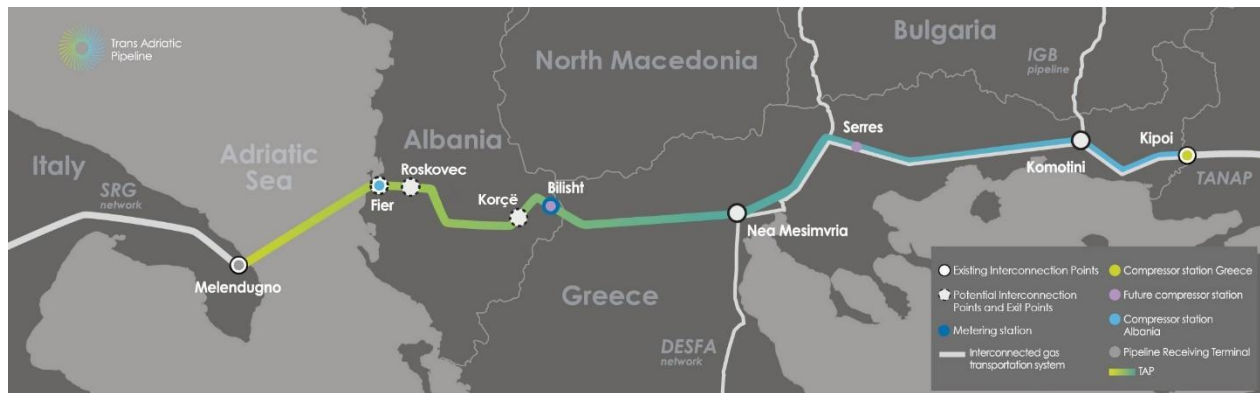 Trans Adriatic
Pipeline
North Macedonia
Bulgaria
IGB
pipeline
Italy
SRG
network
Adriatic
Sea
Albania
Roskovec
Fier
Korçë
Bilisht
Serres
Komotini
Kipoi
TANAP
Nea Mesimvria
Melendugno
Greece
DESFA
network
Existing Interconnection Points
Potential Interconnection
Points and Exit Points
Metering station
Interconnected gas
transportation system
Compressor station Greece
Future compressor station
Compressor station
Albania
Pipeline Receiving Terminal
TAP